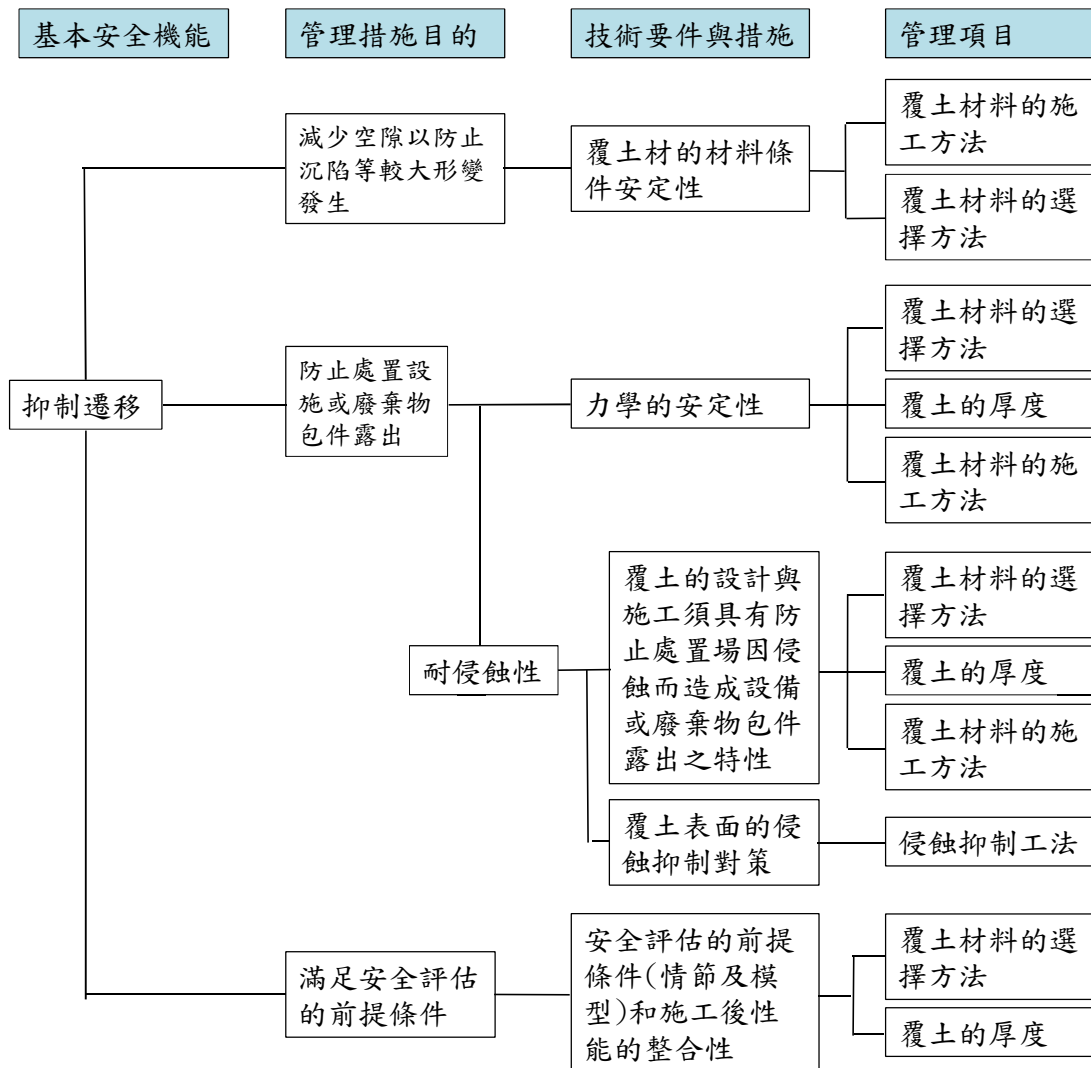 基本安全機能
管理措施目的
技術要件與措施
管理項目
減少空隙以防止
沉陷等較大形變
發生
覆土材的材料條
件安定性
覆土材料的施
工方法
覆土材料的選
擇方法
抑制遷移
防止處置設
施或廢棄物
包件露出
力學的安定性
覆土材料的選
擇方法
覆土的厚度
覆土材料的施
工方法
耐侵蝕性
覆土的設計與
施工須具有防
止處置場因侵
蝕而造成設備
或廢棄物包件
露出之特性
覆土材料的選
擇方法
覆土的厚度
覆土材料的施
工方法
覆土表面的侵
蝕抑制對策
侵蝕抑制工法
滿足安全評估
的前提條件
安全評估的前提
條件(情節及模
型)和施工後性
能的整合性
覆土材料的選
擇方法
覆土的厚度